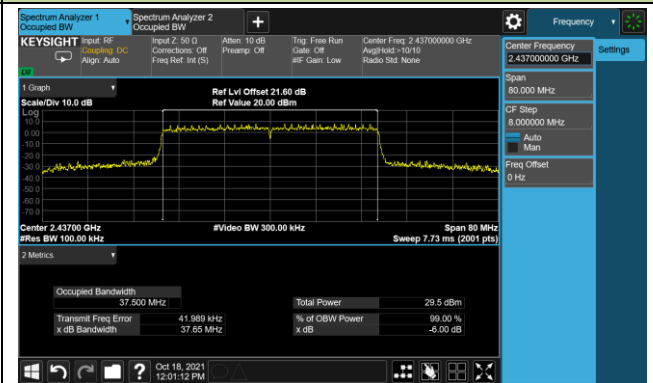 Spectrum Analyzer 1
Occupied BW
Spectrum Analyzer 2
Occupied BW
+
Frequency
KEYSIGHT
Input: RF
Coupling: DC
Align: Auto
Input Z: 50 Ω
Corrections: Off
Freq Ref: Int (S)
Atten: 10 dB
Preamp: Off
Trig: Free Run
Gate: Off
#IF Gain: Low
Center Freq: 2.437000000 GHz
Avg|Hold:>10/10
Radio Std: None
LW
1 Graph
Scale/Div 10.0 dB
Ref Lvl Offset 21.60 dB
Ref Value 20.00 dBm
Log
10.0
0.00
-10.0
-20.0
-30.0
-40.0
-50.0
-60.0
-70.0
Center 2.43700 GHz
#Res BW 100.00 kHz
#Video BW 300.00 kHz
Span 80 MHz
Sweep 7.73 ms (2001 pts)
2 Metrics
Occupied Bandwidth
37.500 MHz
Total Power 29.5 dBm
Transmit Freq Error 41.989 kHz
% of OBW Power 99.00 %
x dB Bandwidth 37.65 MHz
x dB -6.00 dB
Center Frequency
2.437000000 GHz
Settings
Span
80.000 MHz
CF Step
8.000000 MHz
Auto
Man
Freq Offset
0 Hz
?
Oct 18, 2021
12:01:12 PM